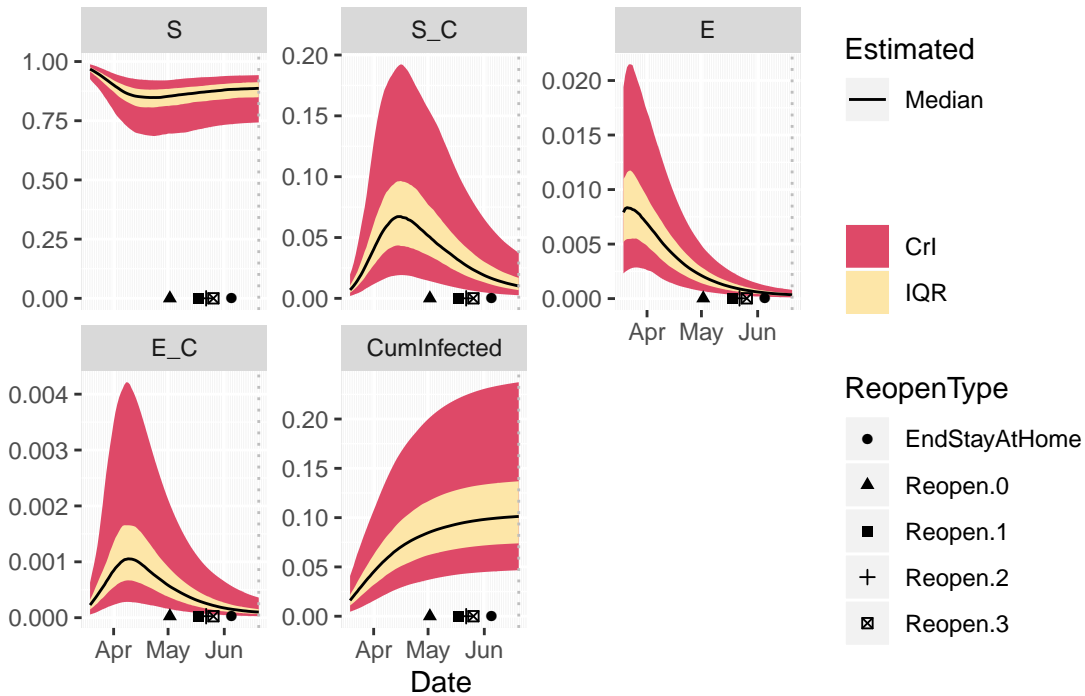 S
S_C
E
1.00
0.75
0.50
0.25
0.00
0.20
0.15
0.10
0.05
0.00
0.020
0.015
0.010
0.005
0.000
Apr May Jun
E_C
CumInfected
0.004
0.003
0.002
0.001
0.000
0.20
0.15
0.10
0.05
0.00
Apr May Jun
Apr May Jun
Date
Estimated
Median
CrI
IQR
ReopenType
EndStayAtHome
Reopen.0
Reopen.1
Reopen.2
Reopen.3